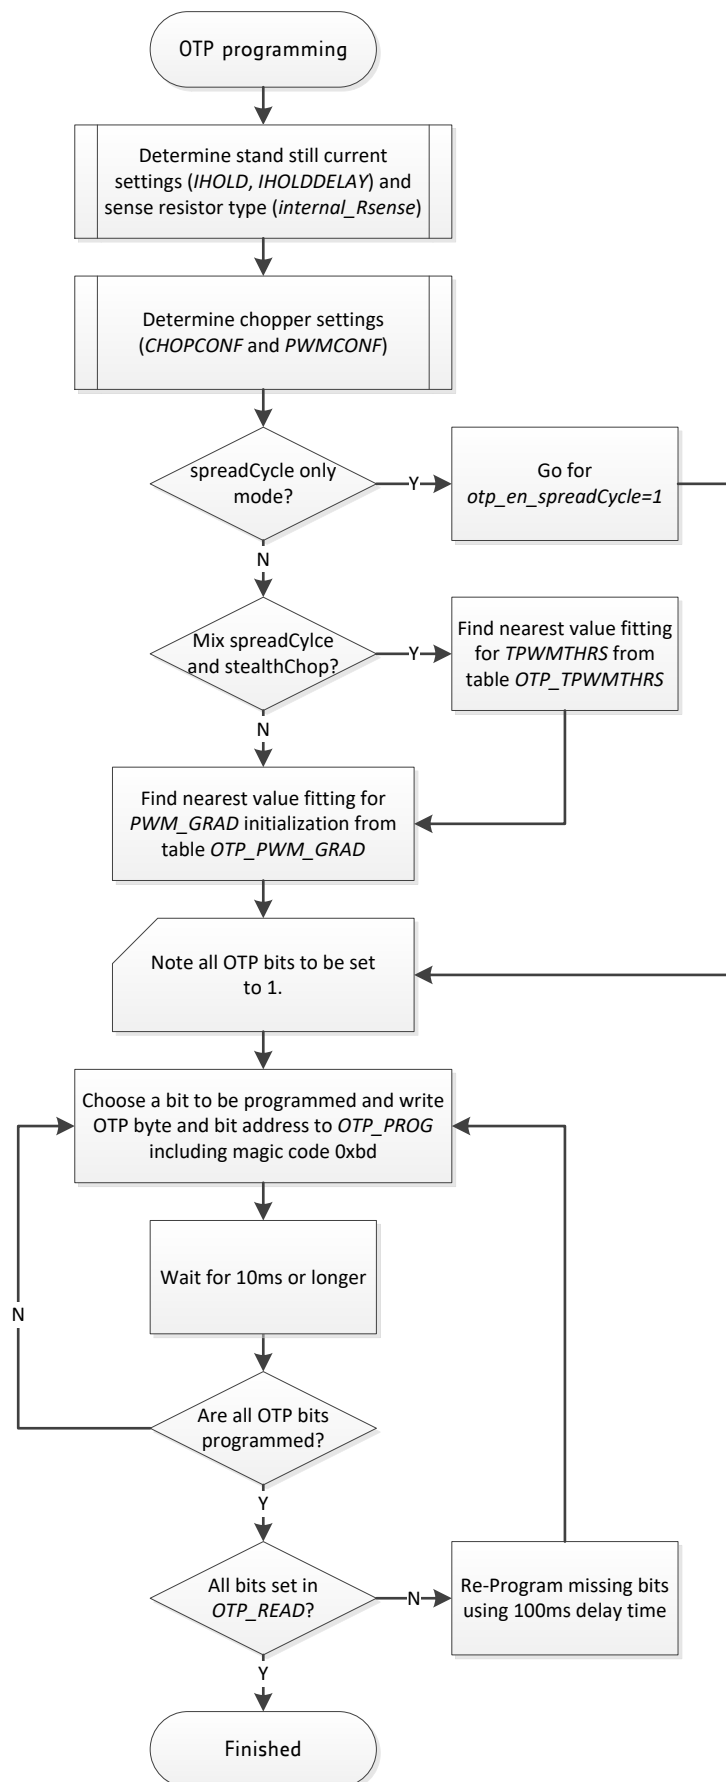 OTP programming
Determine stand still current
settings (IHOLD, IHOLDDELAY) and
sense resistor type (internal_Rsense)
Determine chopper settings
(CHOPCONF and PWMCONF)
spreadCycle only
mode?
Y
Go for
otp_en_spreadCycle=1
N
Mix spreadCylce
and stealthChop?
Y
Find nearest value fitting
for TPWMTHRS from
table OTP_TPWMTHRS
N
Find nearest value fitting for
PWM_GRAD initialization from
table OTP_PWM_GRAD
Note all OTP bits to be set
to 1.
Choose a bit to be programmed and write
OTP byte and bit address to OTP_PROG
including magic code 0xbd
Wait for 10ms or longer
N
Are all OTP bits
programmed?
Y
All bits set in
OTP_READ?
N
Re-Program missing bits
using 100ms delay time
Y
Finished